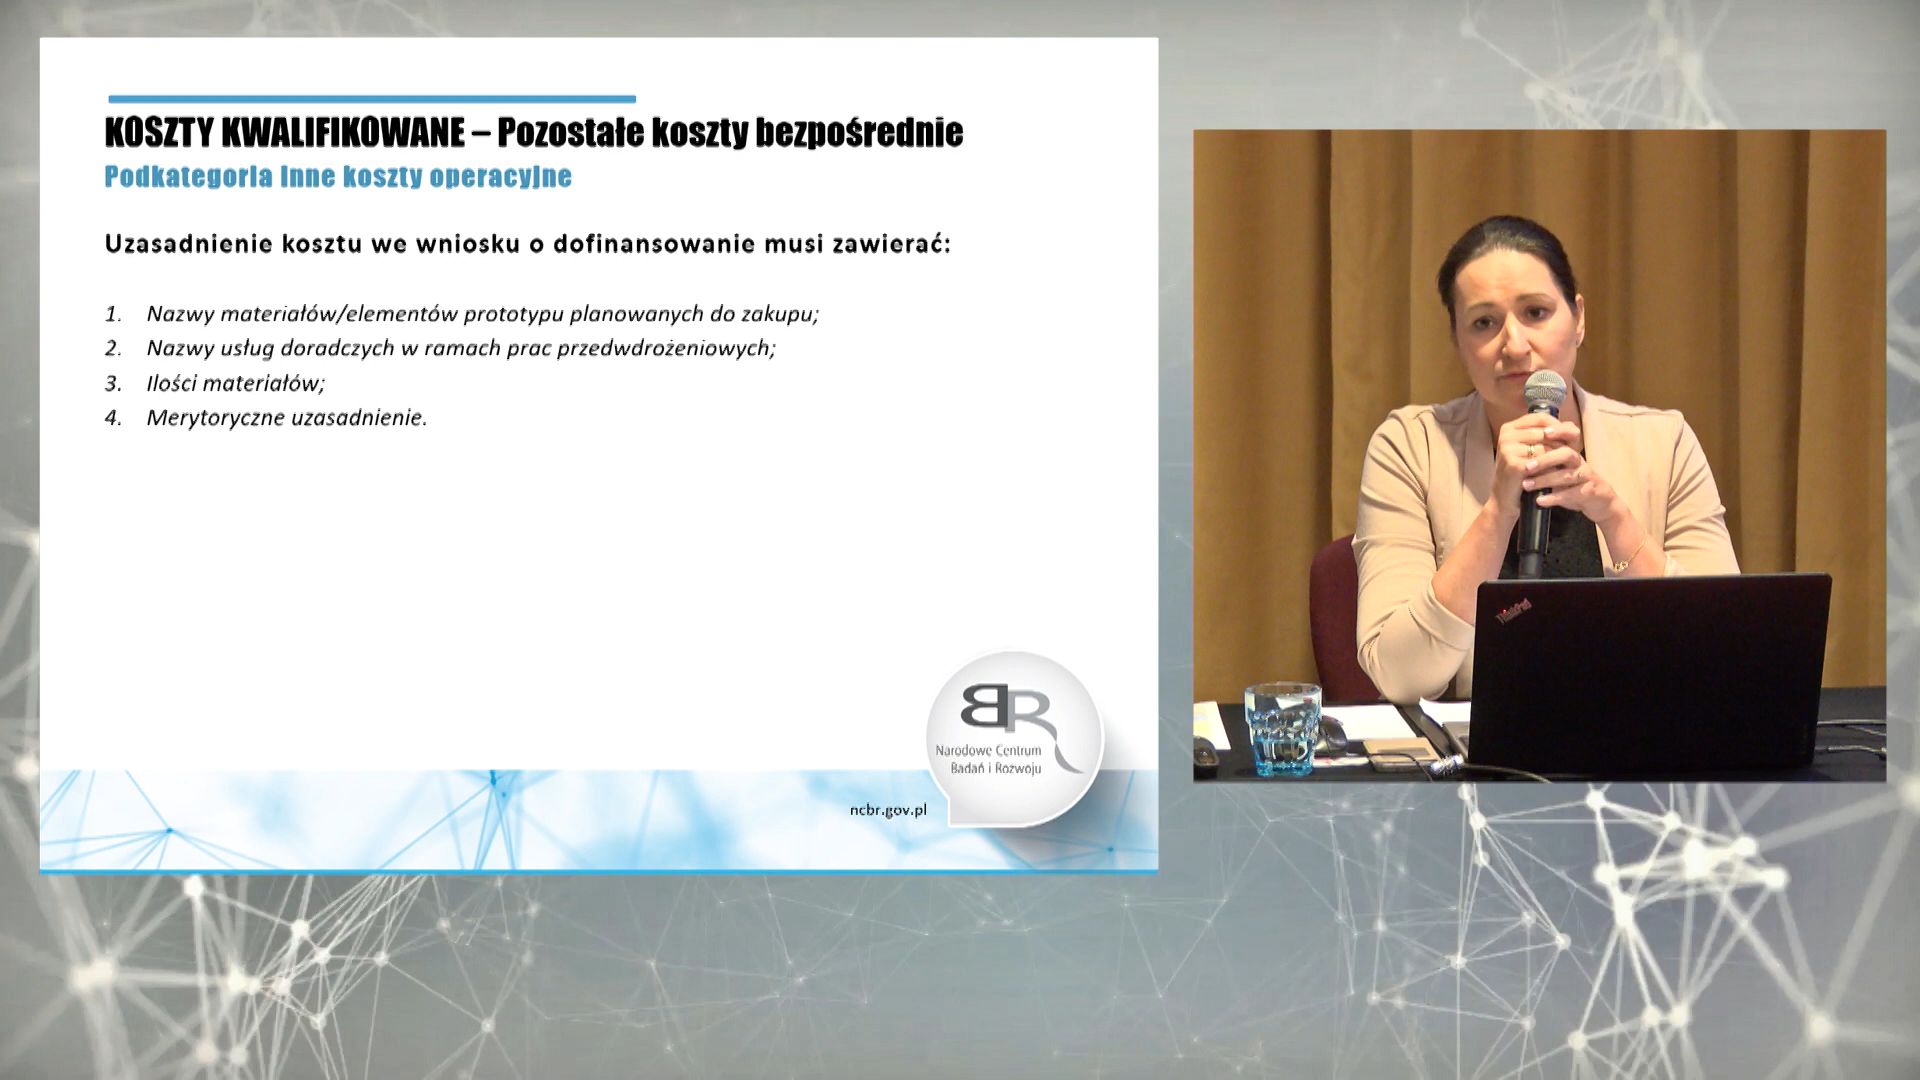 KOSZTY KWALIFIKOWANE – Pozostałe koszty bezpośrednie
Podkategoria Inne koszty operacyjne
Uzasadnienie kosztu we wniosku o dofinansowanie musi zawierać:
1. Nazwy materiałów/elementów prototypu planowanych do zakupu;
2. Nazwy usług doradczych w ramach prac przedwdrożeniowych;
3. Ilości materiałów;
4. Merytoryczne uzasadnienie.
BR
Narodowe Centrum
Badań i Rozwoju
ncbr.gov.pl
ThinkPad